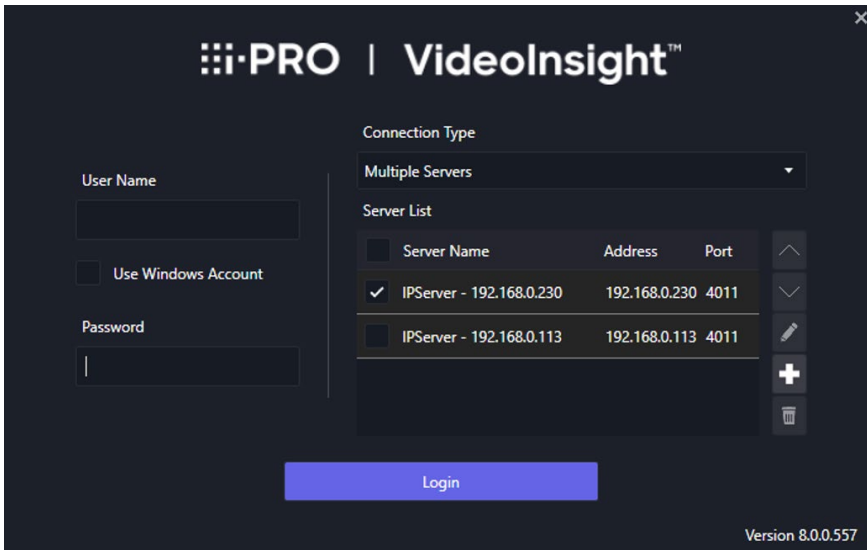 i-PRO | VideoInsight™
User Name
Use Windows Account
Password
Connection Type
Multiple Servers
Server List
Server Name Address Port
IPServer - 192.168.0.230 192.168.0.230 4011
IPServer - 192.168.0.113 192.168.0.113 4011
Login
Version 8.0.0.557